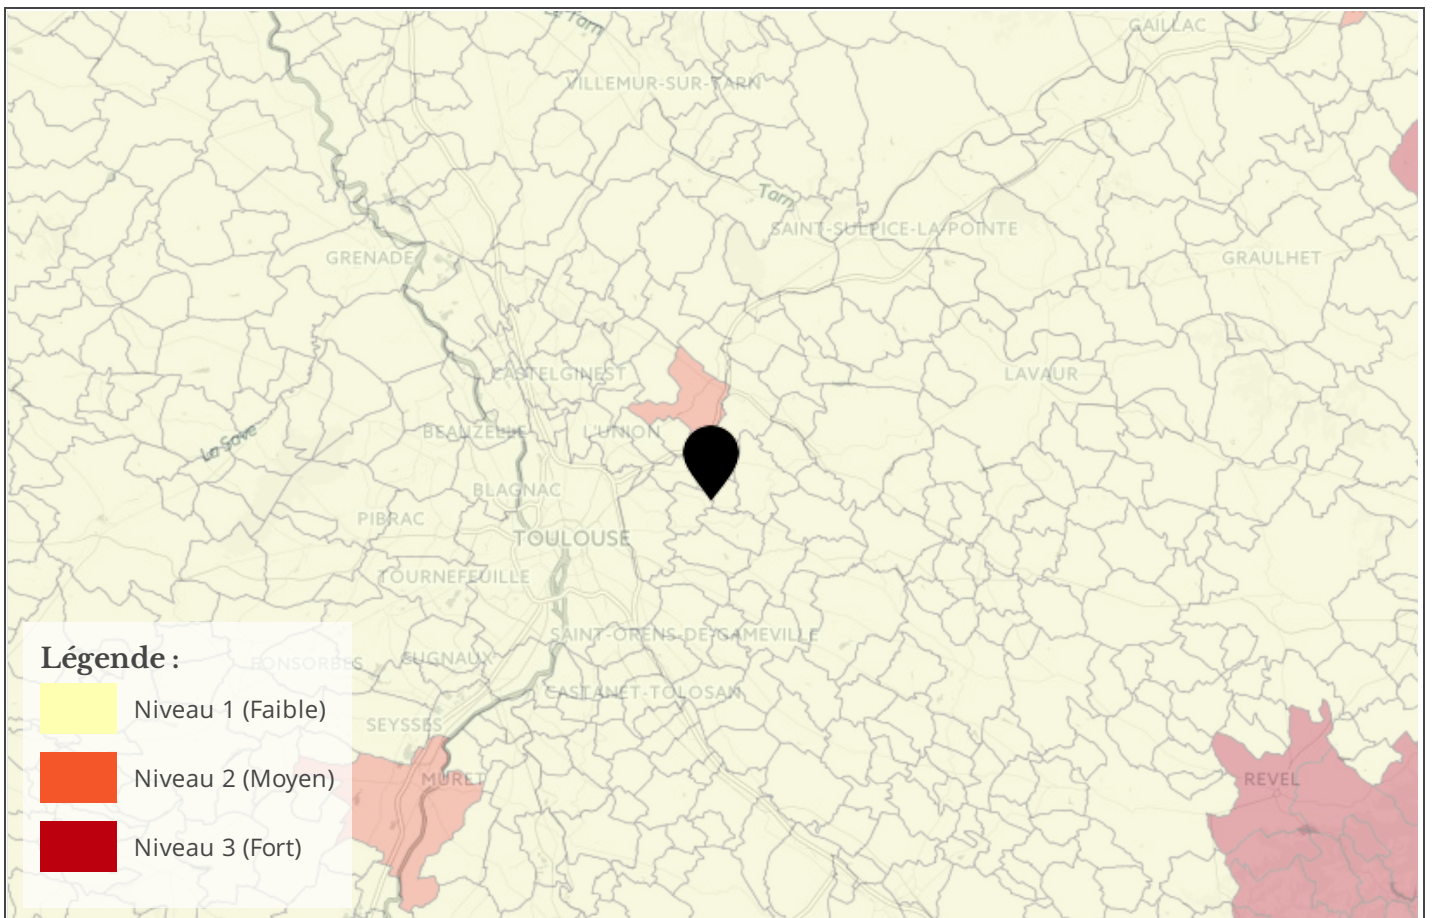 Le Tarn
GAILLAC
VILLEMUR-SUR-TARN
Tarn
SAINT-SULPICE-LA-POINTE
GRENADE
GRAULHET
CASTELGINEST
LAVAUR
BEAUZELLE
L'UNION
La Save
BLAGNAC
PIBRAC
TOULOUSE
TOURNEFEUILLE
SAINT-ORENS-DE-GAMEVILLE
FONSORBES
CUGNAUX
CASTANET-TOLOSAN
SEYSSES
MURET
REVEL
Légende :
Niveau 1 (Faible)
Niveau 2 (Moyen)
Niveau 3 (Fort)